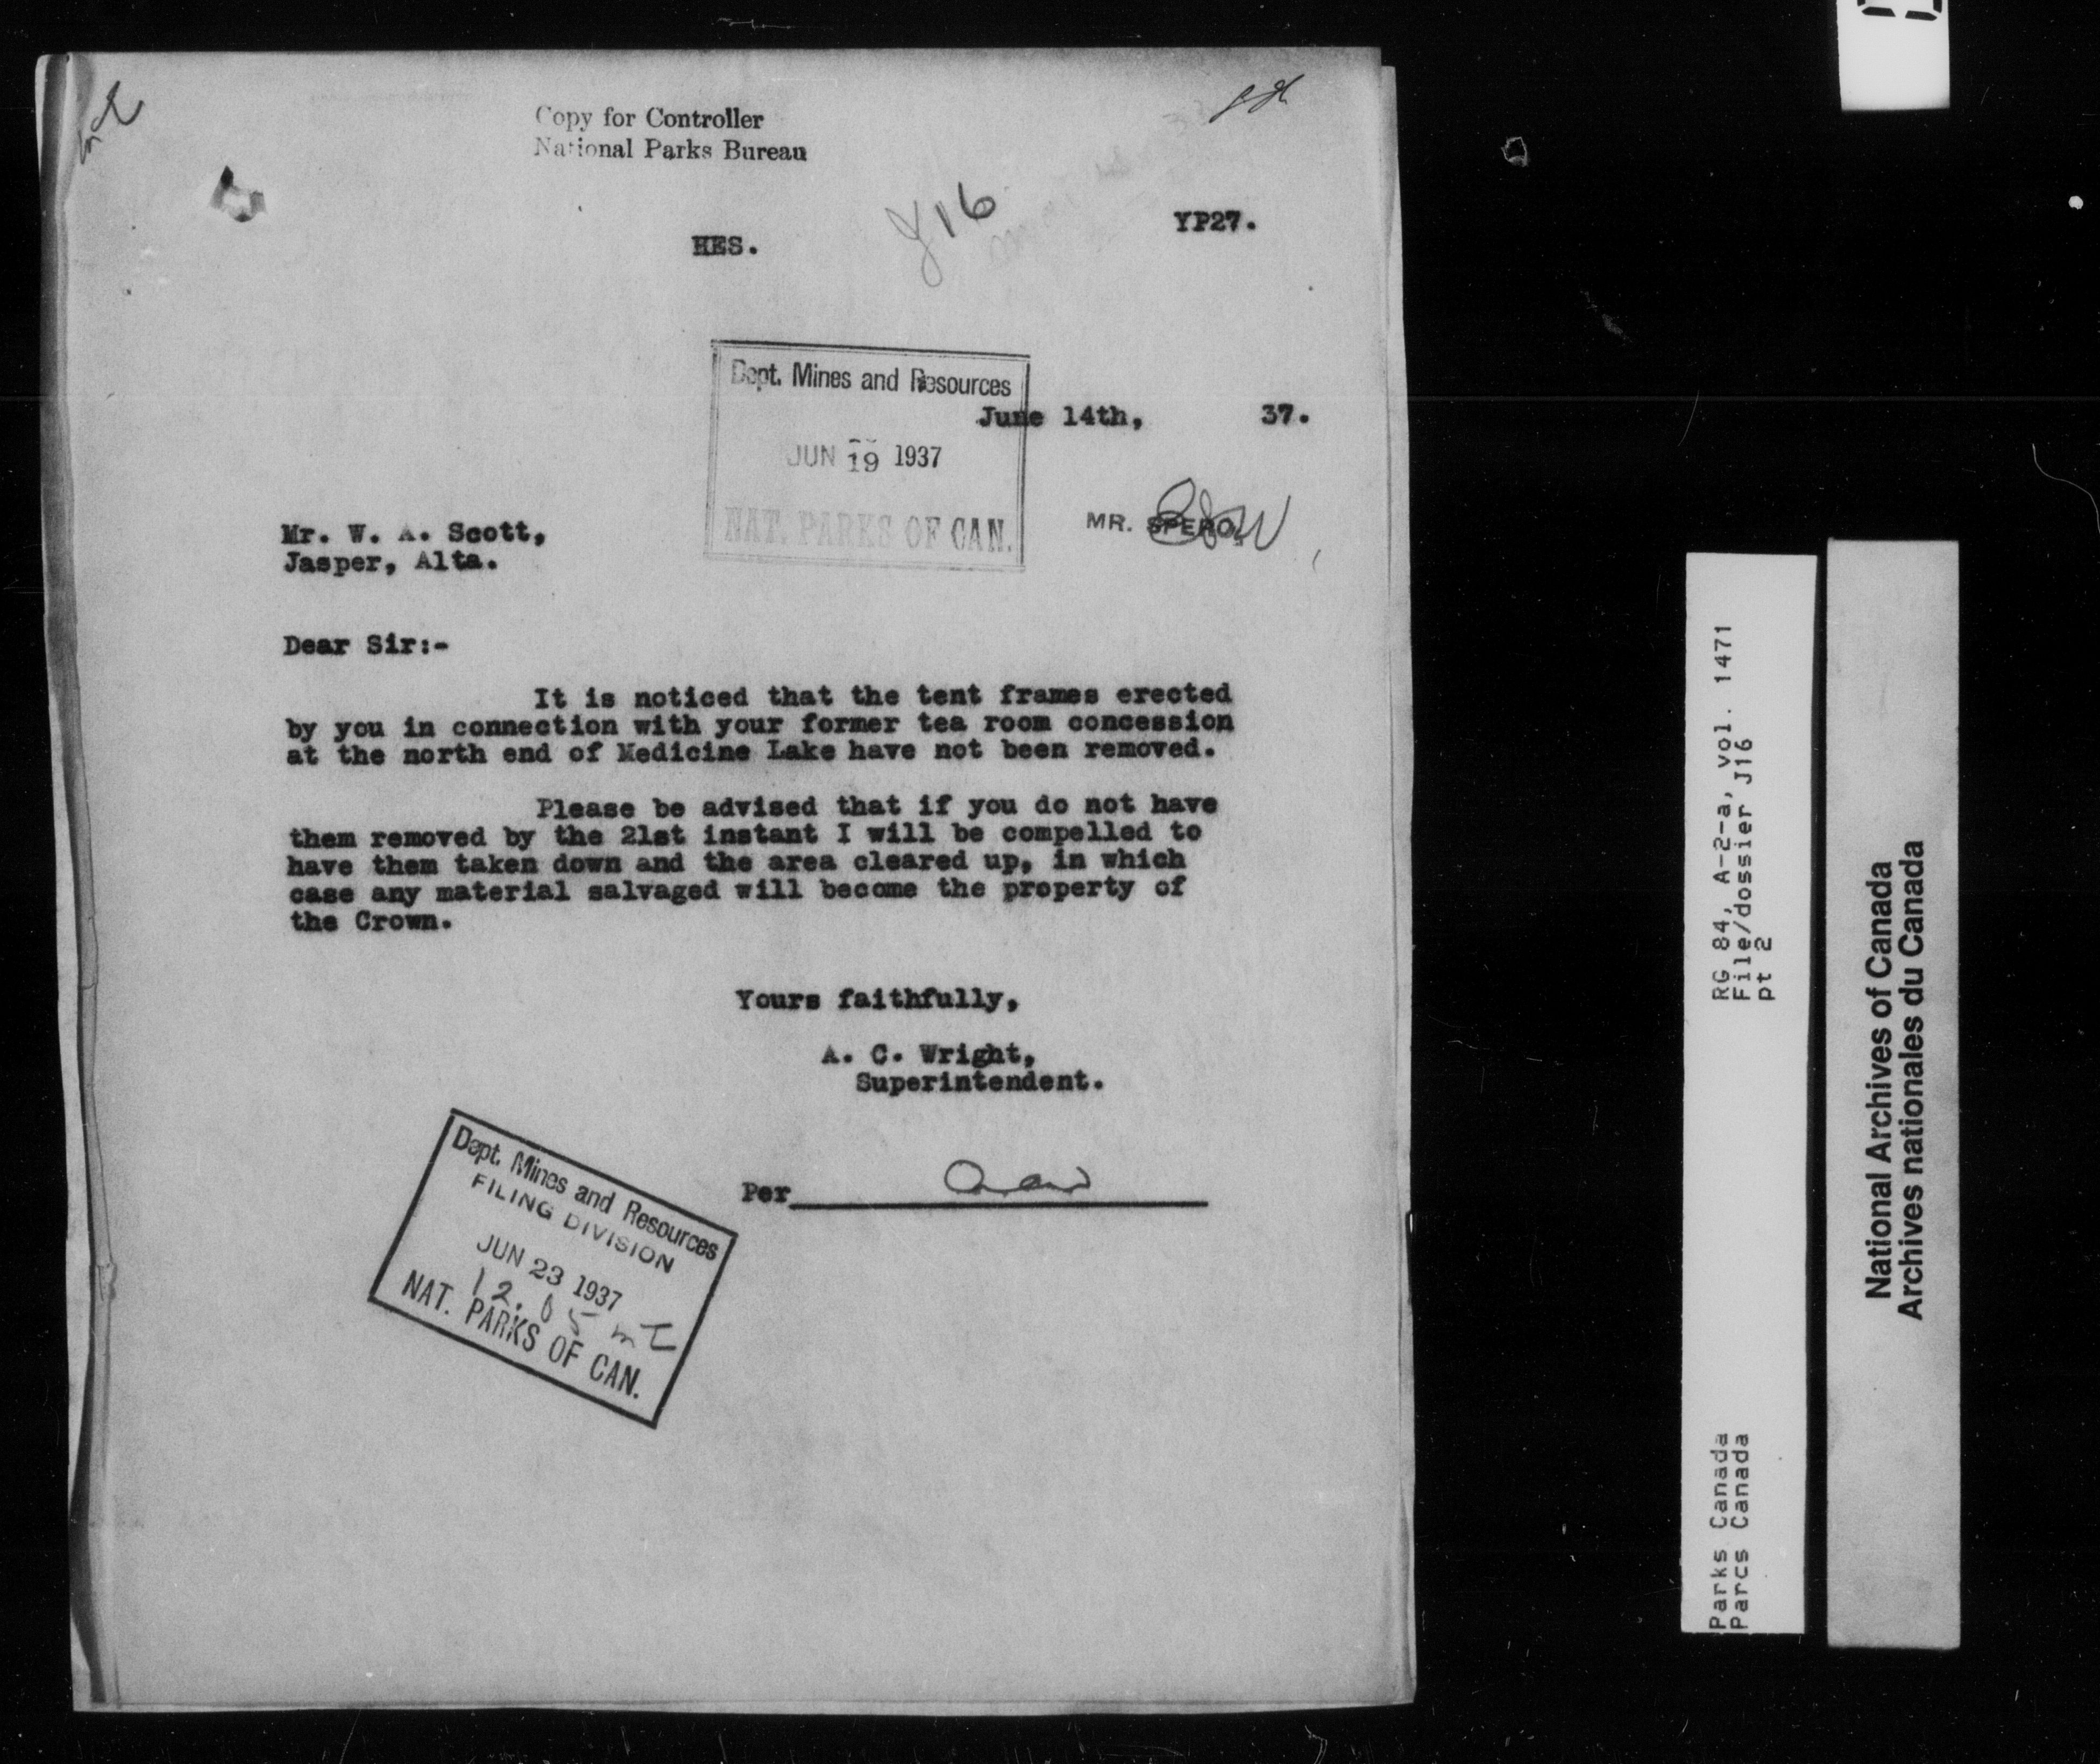 Copy for Controller
National Parks Bureau
J16
YP27.
HES.
Dept. Mines and Resources
June 14th, 37.
JUN 19 1937
NAT. PARKS OF CAN.
MR. SPERO
Mr. W. A. Scott,
Jasper, Alta.
Dear Sir:-
It is noticed that the tent frames erected
by you in connection with your former tea room concession
at the north end of Medicine Lake have not been removed.
Please be advised that if you do not have
them removed by the 21st instant I will be compelled to
have them taken down and the area cleared up, in which
case any material salvaged will become the property of
the Crown.
Yours faithfully,
A. C. Wright,
Superintendent.
Per
Dept. Mines and Resources
FILING DIVISION
JUN 23 1937
12.05 mt
NAT. PARKS OF CAN.
RG 84, A-2-a, vol. 1471
File/dossier J16
pt 2
Parks Canada
Parcs Canada
National Archives of Canada
Archives nationales du Canada